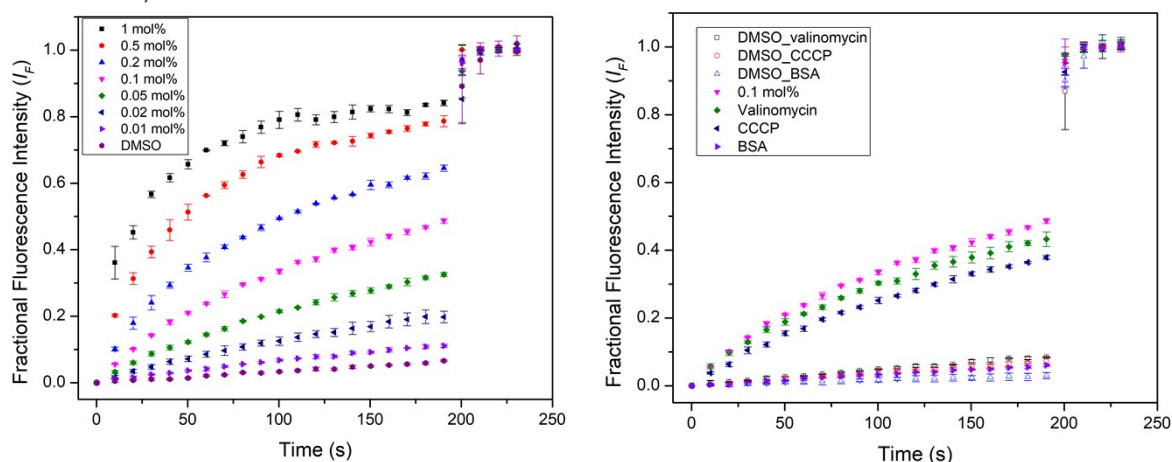 1 mol%
0.5 mol%
0.2 mol%
0.1 mol%
0.05 mol%
0.02 mol%
0.01 mol%
DMSO
Fractional Fluorescence Intensity (I_F)
1.0
0.8
0.6
0.4
0.2
0.0
0 50 100 150 200 250
Time (s)
DMSO_valinomycin
DMSO_CCCP
DMSO_BSA
0.1 mol%
Valinomycin
CCCP
BSA
Fractional Fluorescence Intensity (I_F)
1.0
0.8
0.6
0.4
0.2
0.0
0 50 100 150 200 250
Time (s)